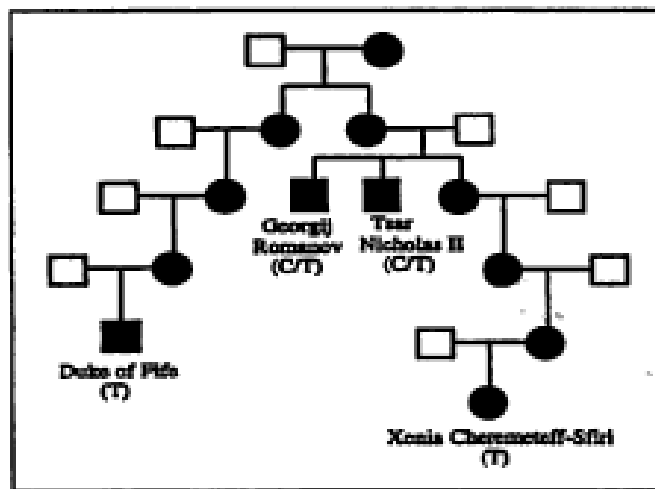 Georgij
Romanov
(C/T)
Tsar
Nicholas II
(C/T)
Duke of Fife
(T)
Xenia Cheremeteff-Sfiri
(T)